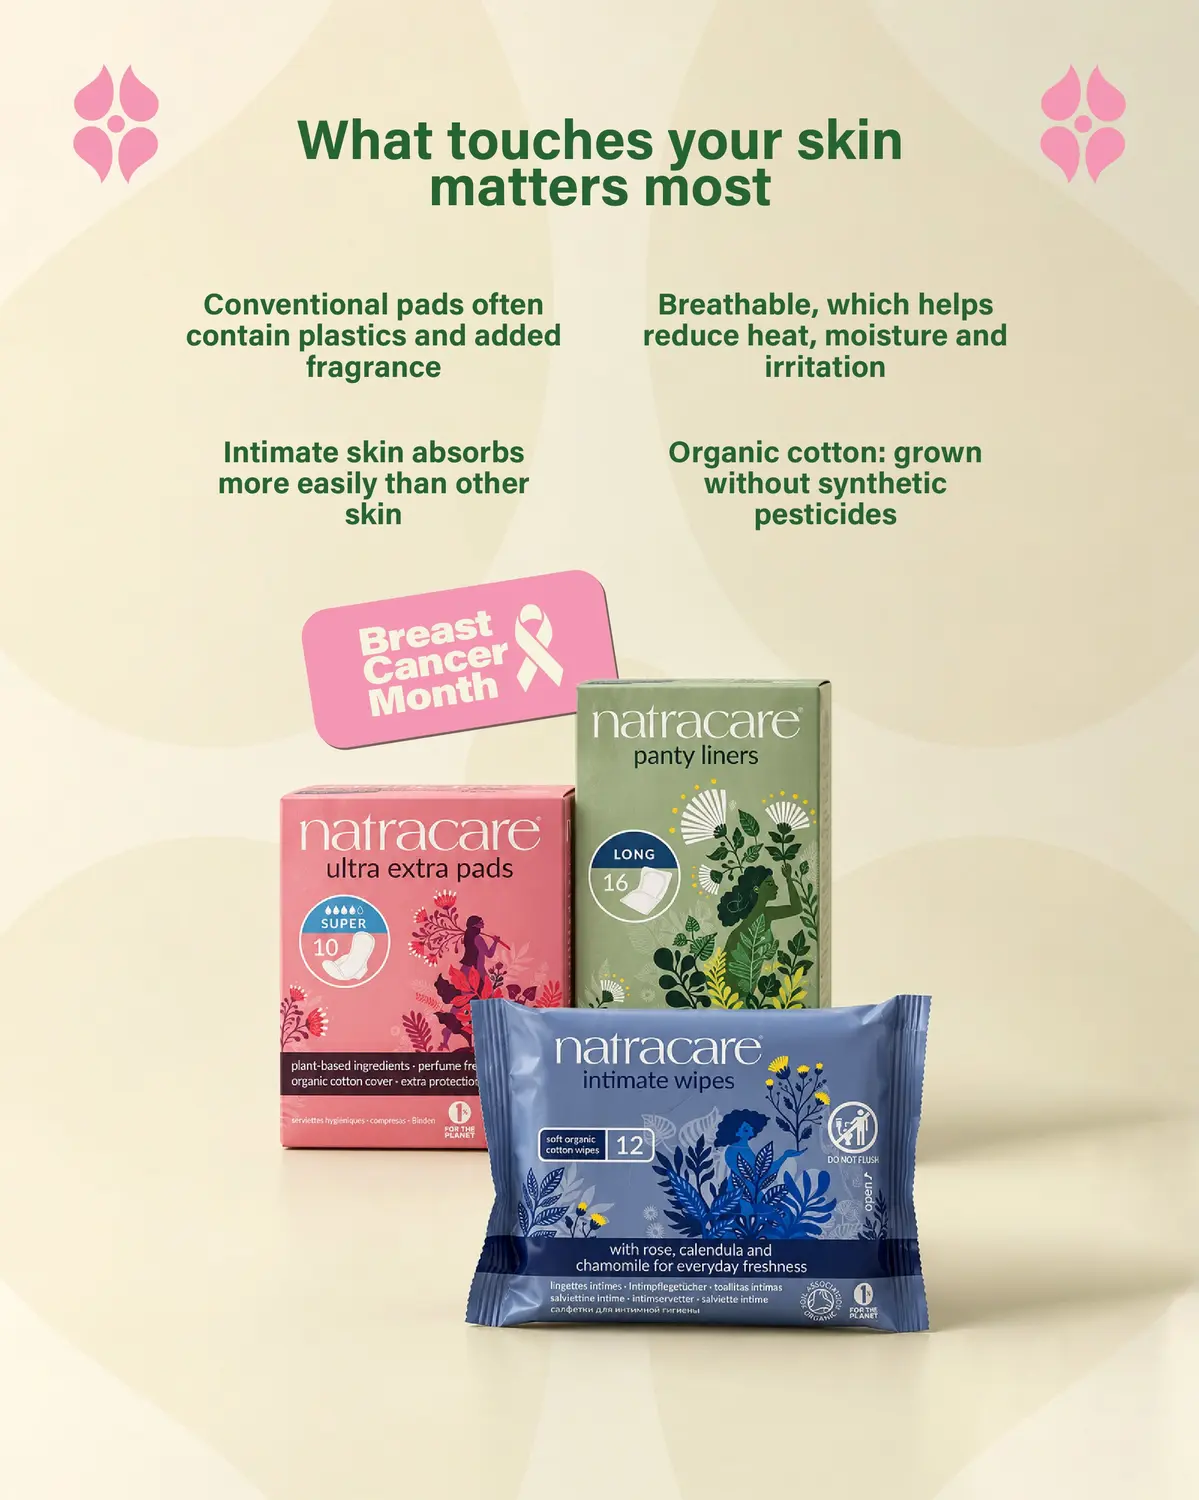 What touches your skin
matters most
Conventional pads often
contain plastics and added
fragrance
Breathable, which helps
reduce heat, moisture and
irritation
Intimate skin absorbs
more easily than other
skin
Organic cotton: grown
without synthetic
pesticides
Breast
Cancer
Month
natracare®
panty liners
LONG
16
natracare®
ultra extra pads
SUPER
10
plant-based ingredients · perfume fre
organic cotton cover · extra protectio
serviettes hygiéniques · compresas · Binden
1%
FOR THE
PLANET
natracare®
intimate wipes
soft organic
cotton wipes
12
DO NOT FLUSH
open
with rose, calendula and
chamomile for everyday freshness
lingettes intimes · Intimpflegetücher · toallitas íntimas
salviettine intime · intimservetter · salviette intime
салфетки для интимной гигиены
SOIL ASSOCIATION
ORGANIC
1%
FOR THE
PLANET